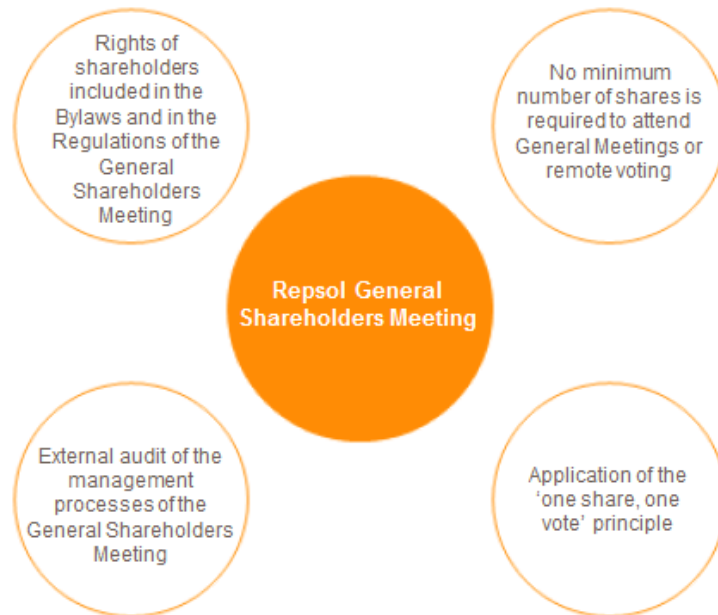 Rights of
shareholders
included in the
Bylaws and in the
Regulations of the
General
Shareholders
Meeting
No minimum
number of shares is
required to attend
General Meetings or
remote voting
Repsol General
Shareholders Meeting
External audit of the
management
processes of the
General Shareholders
Meeting
Application of the
‘one share, one
vote’ principle